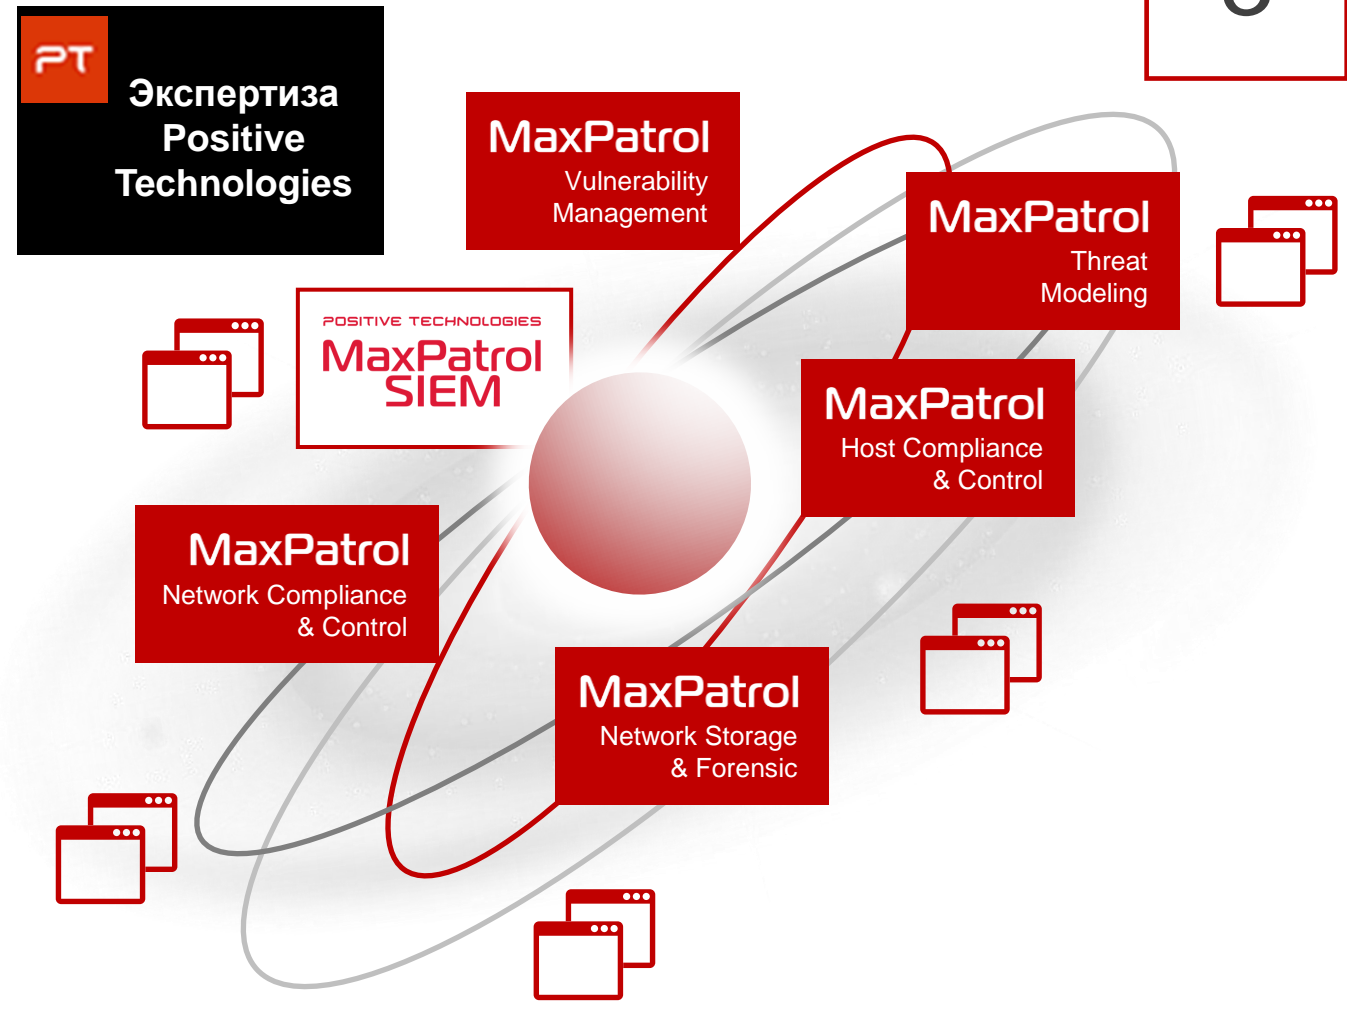 PT
Экспертиза
Positive
Technologies
MaxPatrol
Vulnerability
Management
MaxPatrol
Threat
Modeling
POSITIVE TECHNOLOGIES
MaxPatrol
SIEM
MaxPatrol
Host Compliance
& Control
MaxPatrol
Network Compliance
& Control
MaxPatrol
Network Storage
& Forensic